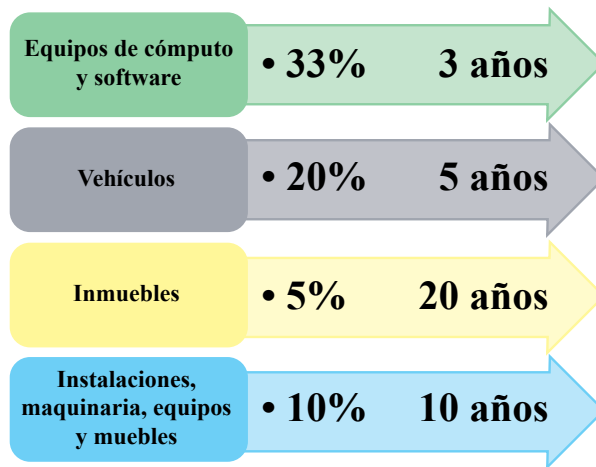 Equipos de cómputo
y software
• 33% 3 años
Vehículos
• 20% 5 años
Inmuebles
• 5% 20 años
Instalaciones,
maquinaria, equipos
y muebles
• 10% 10 años